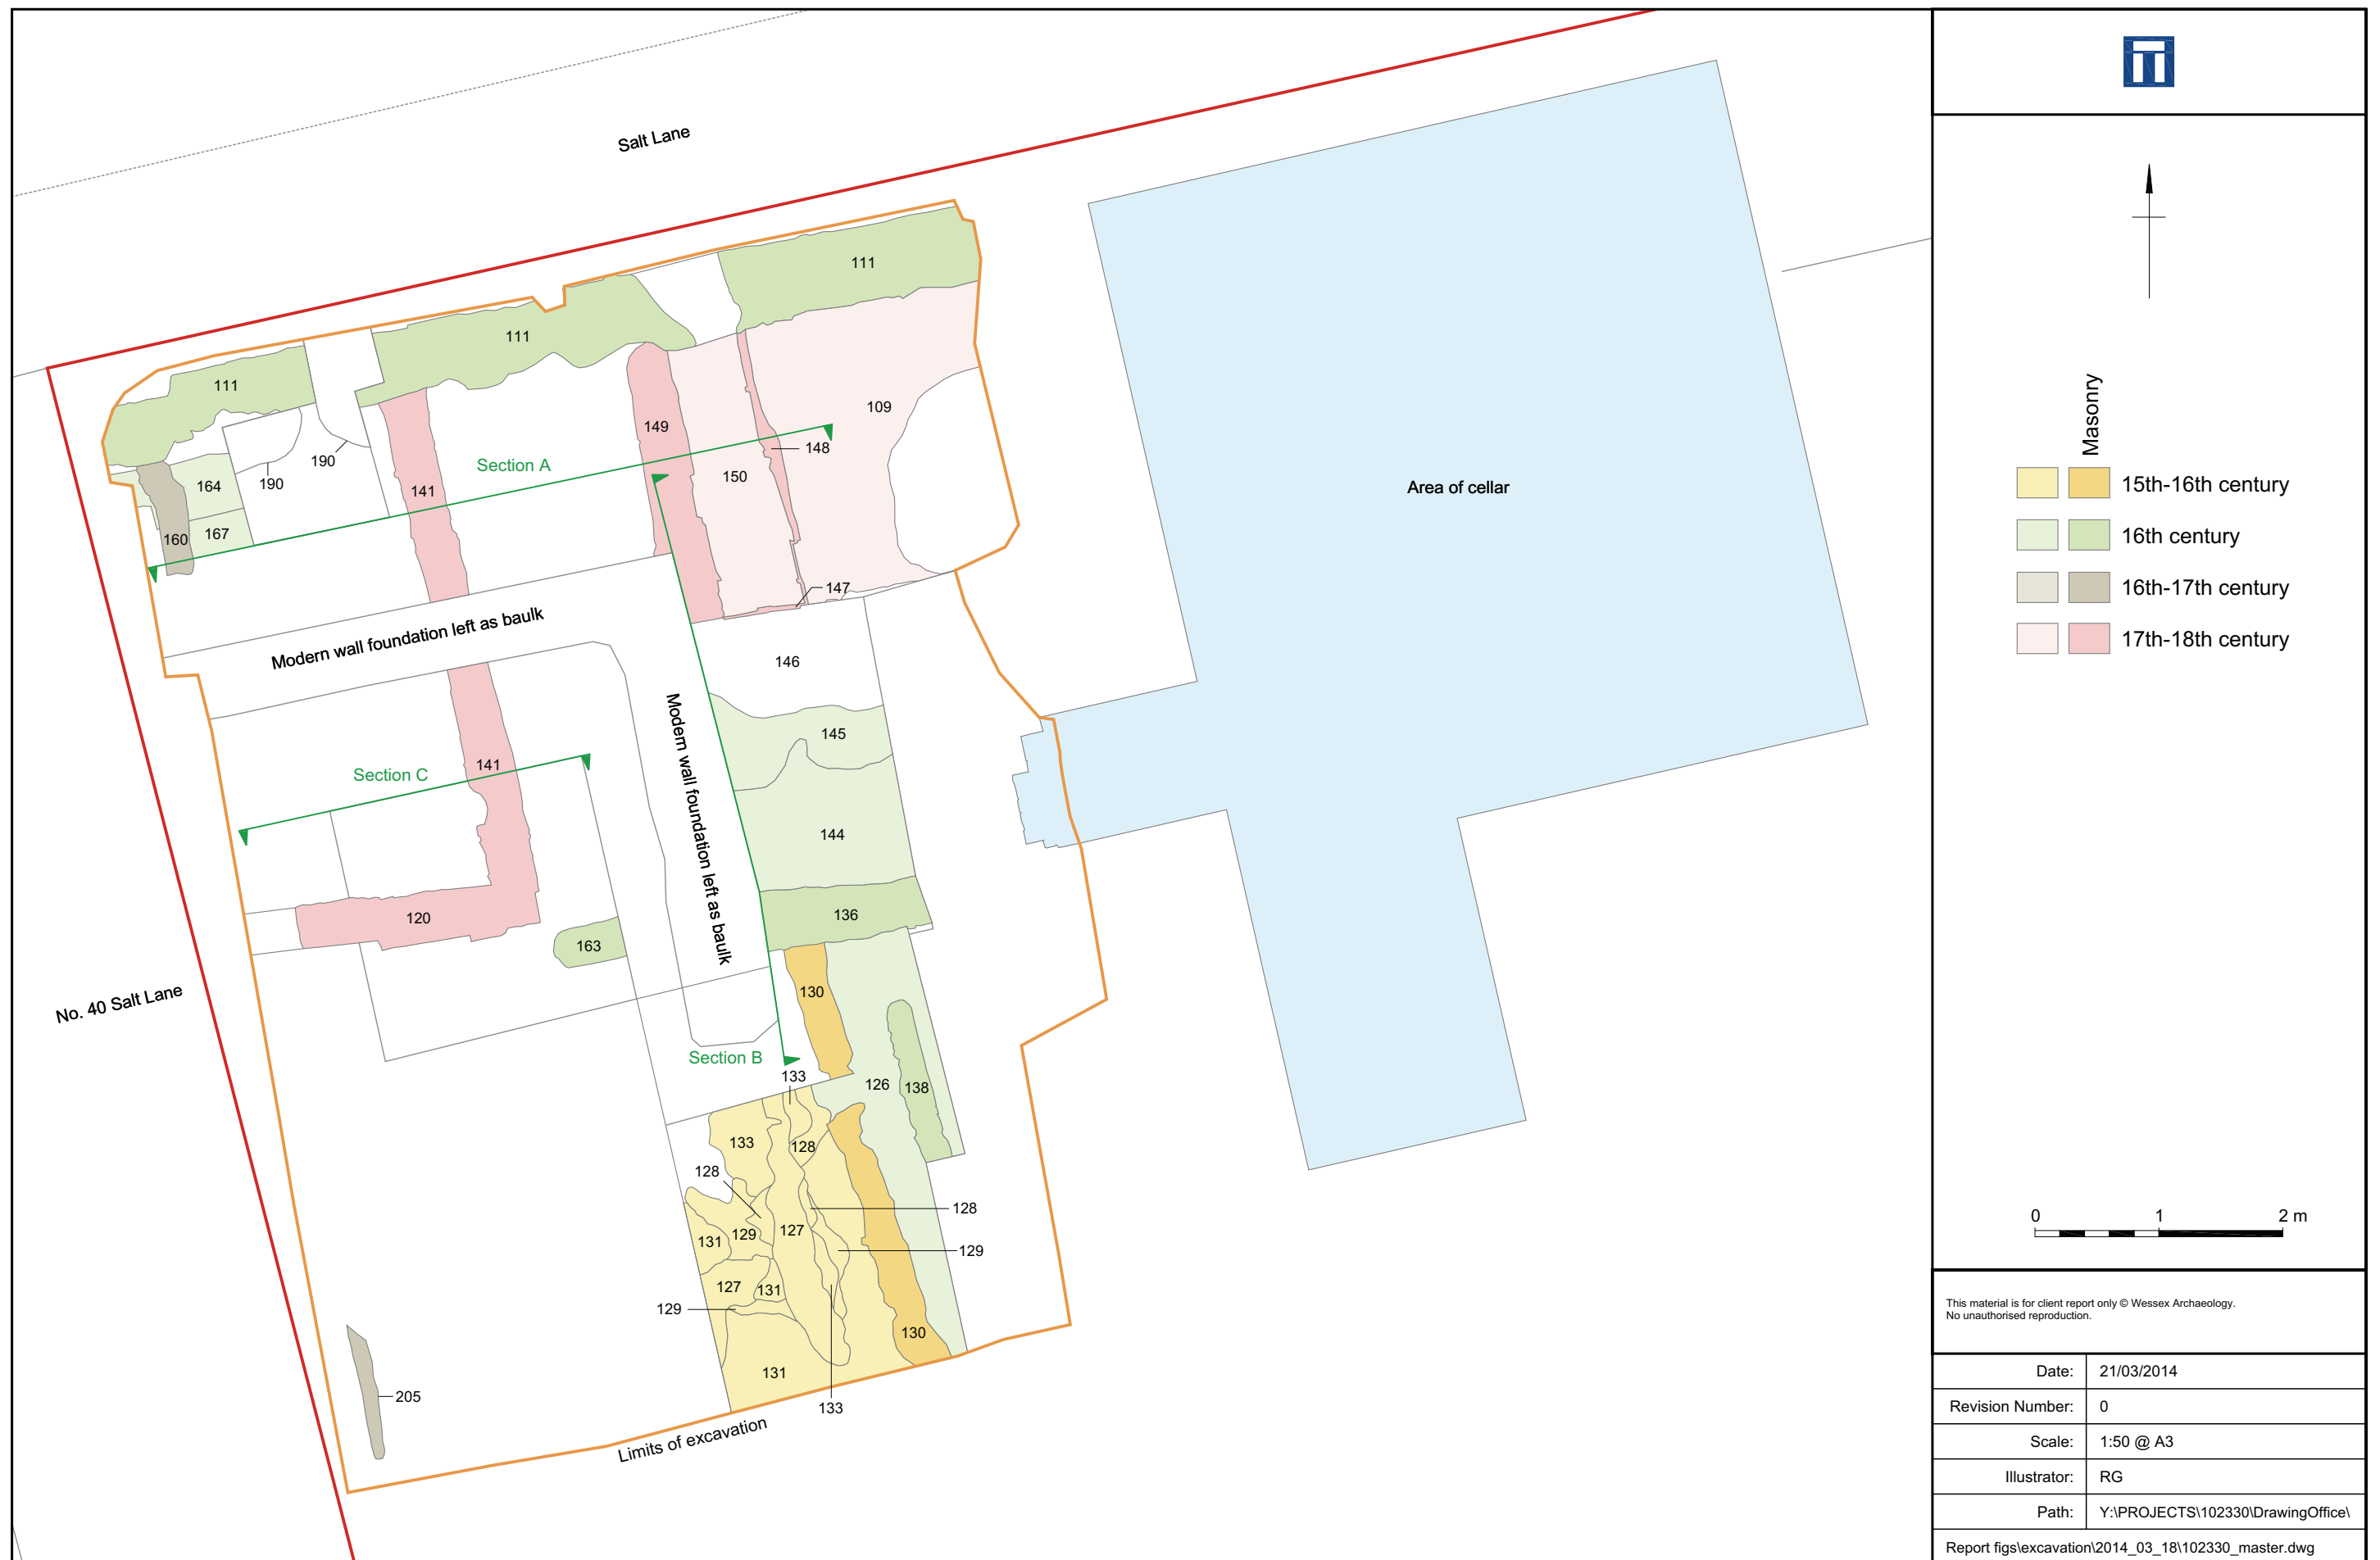 Salt Lane
111
111
111
109
149
148
150
Section A
190
190
164
141
167
160
147
Modern wall foundation left as baulk
146
Modern wall foundation left as baulk
145
141
Section C
144
136
120
163
130
No. 40 Salt Lane
Section B
133
126
138
133
128
128
128
127
129
131
129
127
131
129
130
131
133
205
Limits of excavation
Area of cellar
Masonry
15th-16th century
16th century
16th-17th century
17th-18th century
0 1 2 m
This material is for client report only © Wessex Archaeology.
No unauthorised reproduction.
Date: 21/03/2014
Revision Number: 0
Scale: 1:50 @ A3
Illustrator: RG
Path: Y:\PROJECTS\102330\DrawingOffice\
Report figs\excavation\2014_03_18\102330_master.dwg